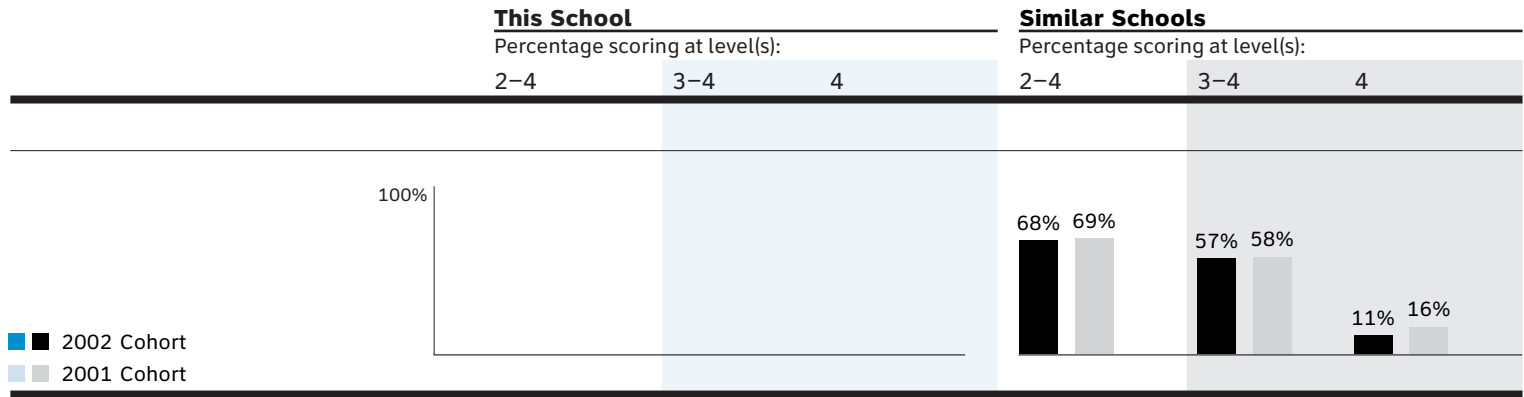 This School Similar Schools
Percentage scoring at level(s): Percentage scoring at level(s):
2–4 3–4 4 2–4 3–4 4
100%
68% 69% 57% 58% 11% 16%
2002 Cohort
2001 Cohort